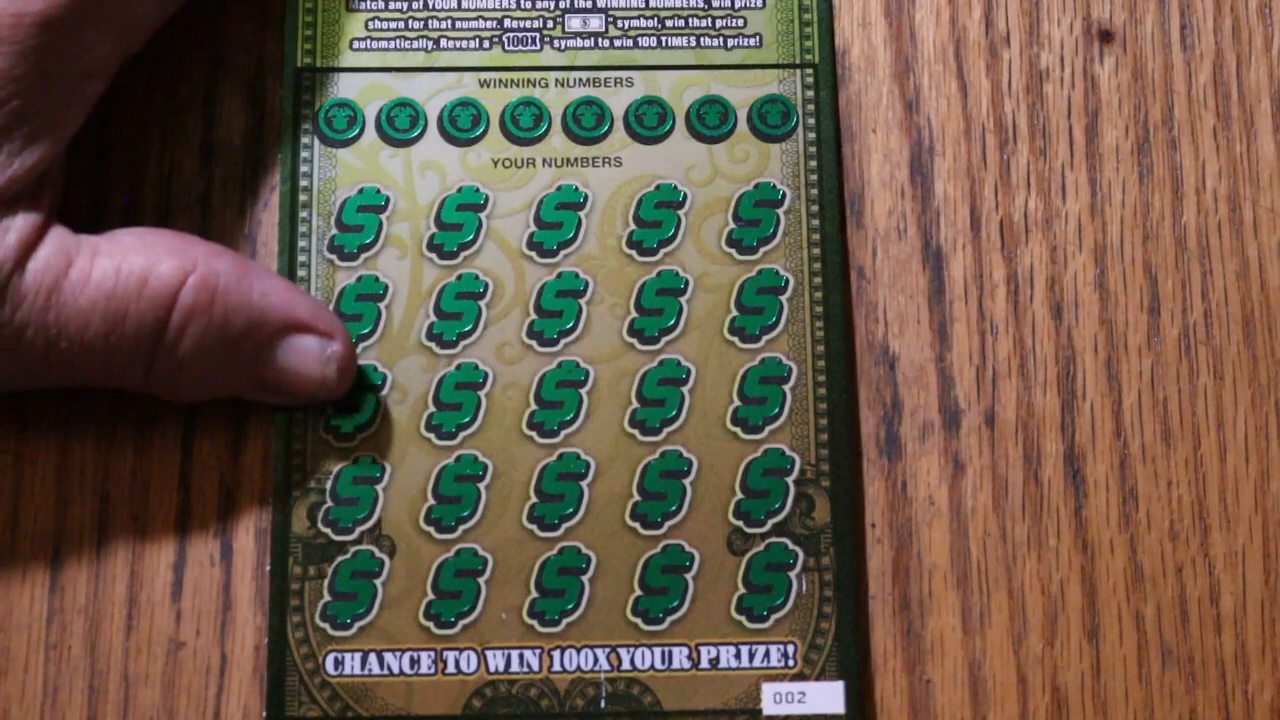 Match any of YOUR NUMBERS to any of the WINNING NUMBERS, win prize
shown for that number. Reveal a " $ " symbol, win that prize
automatically. Reveal a " 100X " symbol to win 100 TIMES that prize!
WINNING NUMBERS
YOUR NUMBERS
$ $ $ $ $
$ $ $ $ $
$ $ $ $ $
$ $ $ $ $
$ $ $ $ $
CHANCE TO WIN 100X YOUR PRIZE!
002